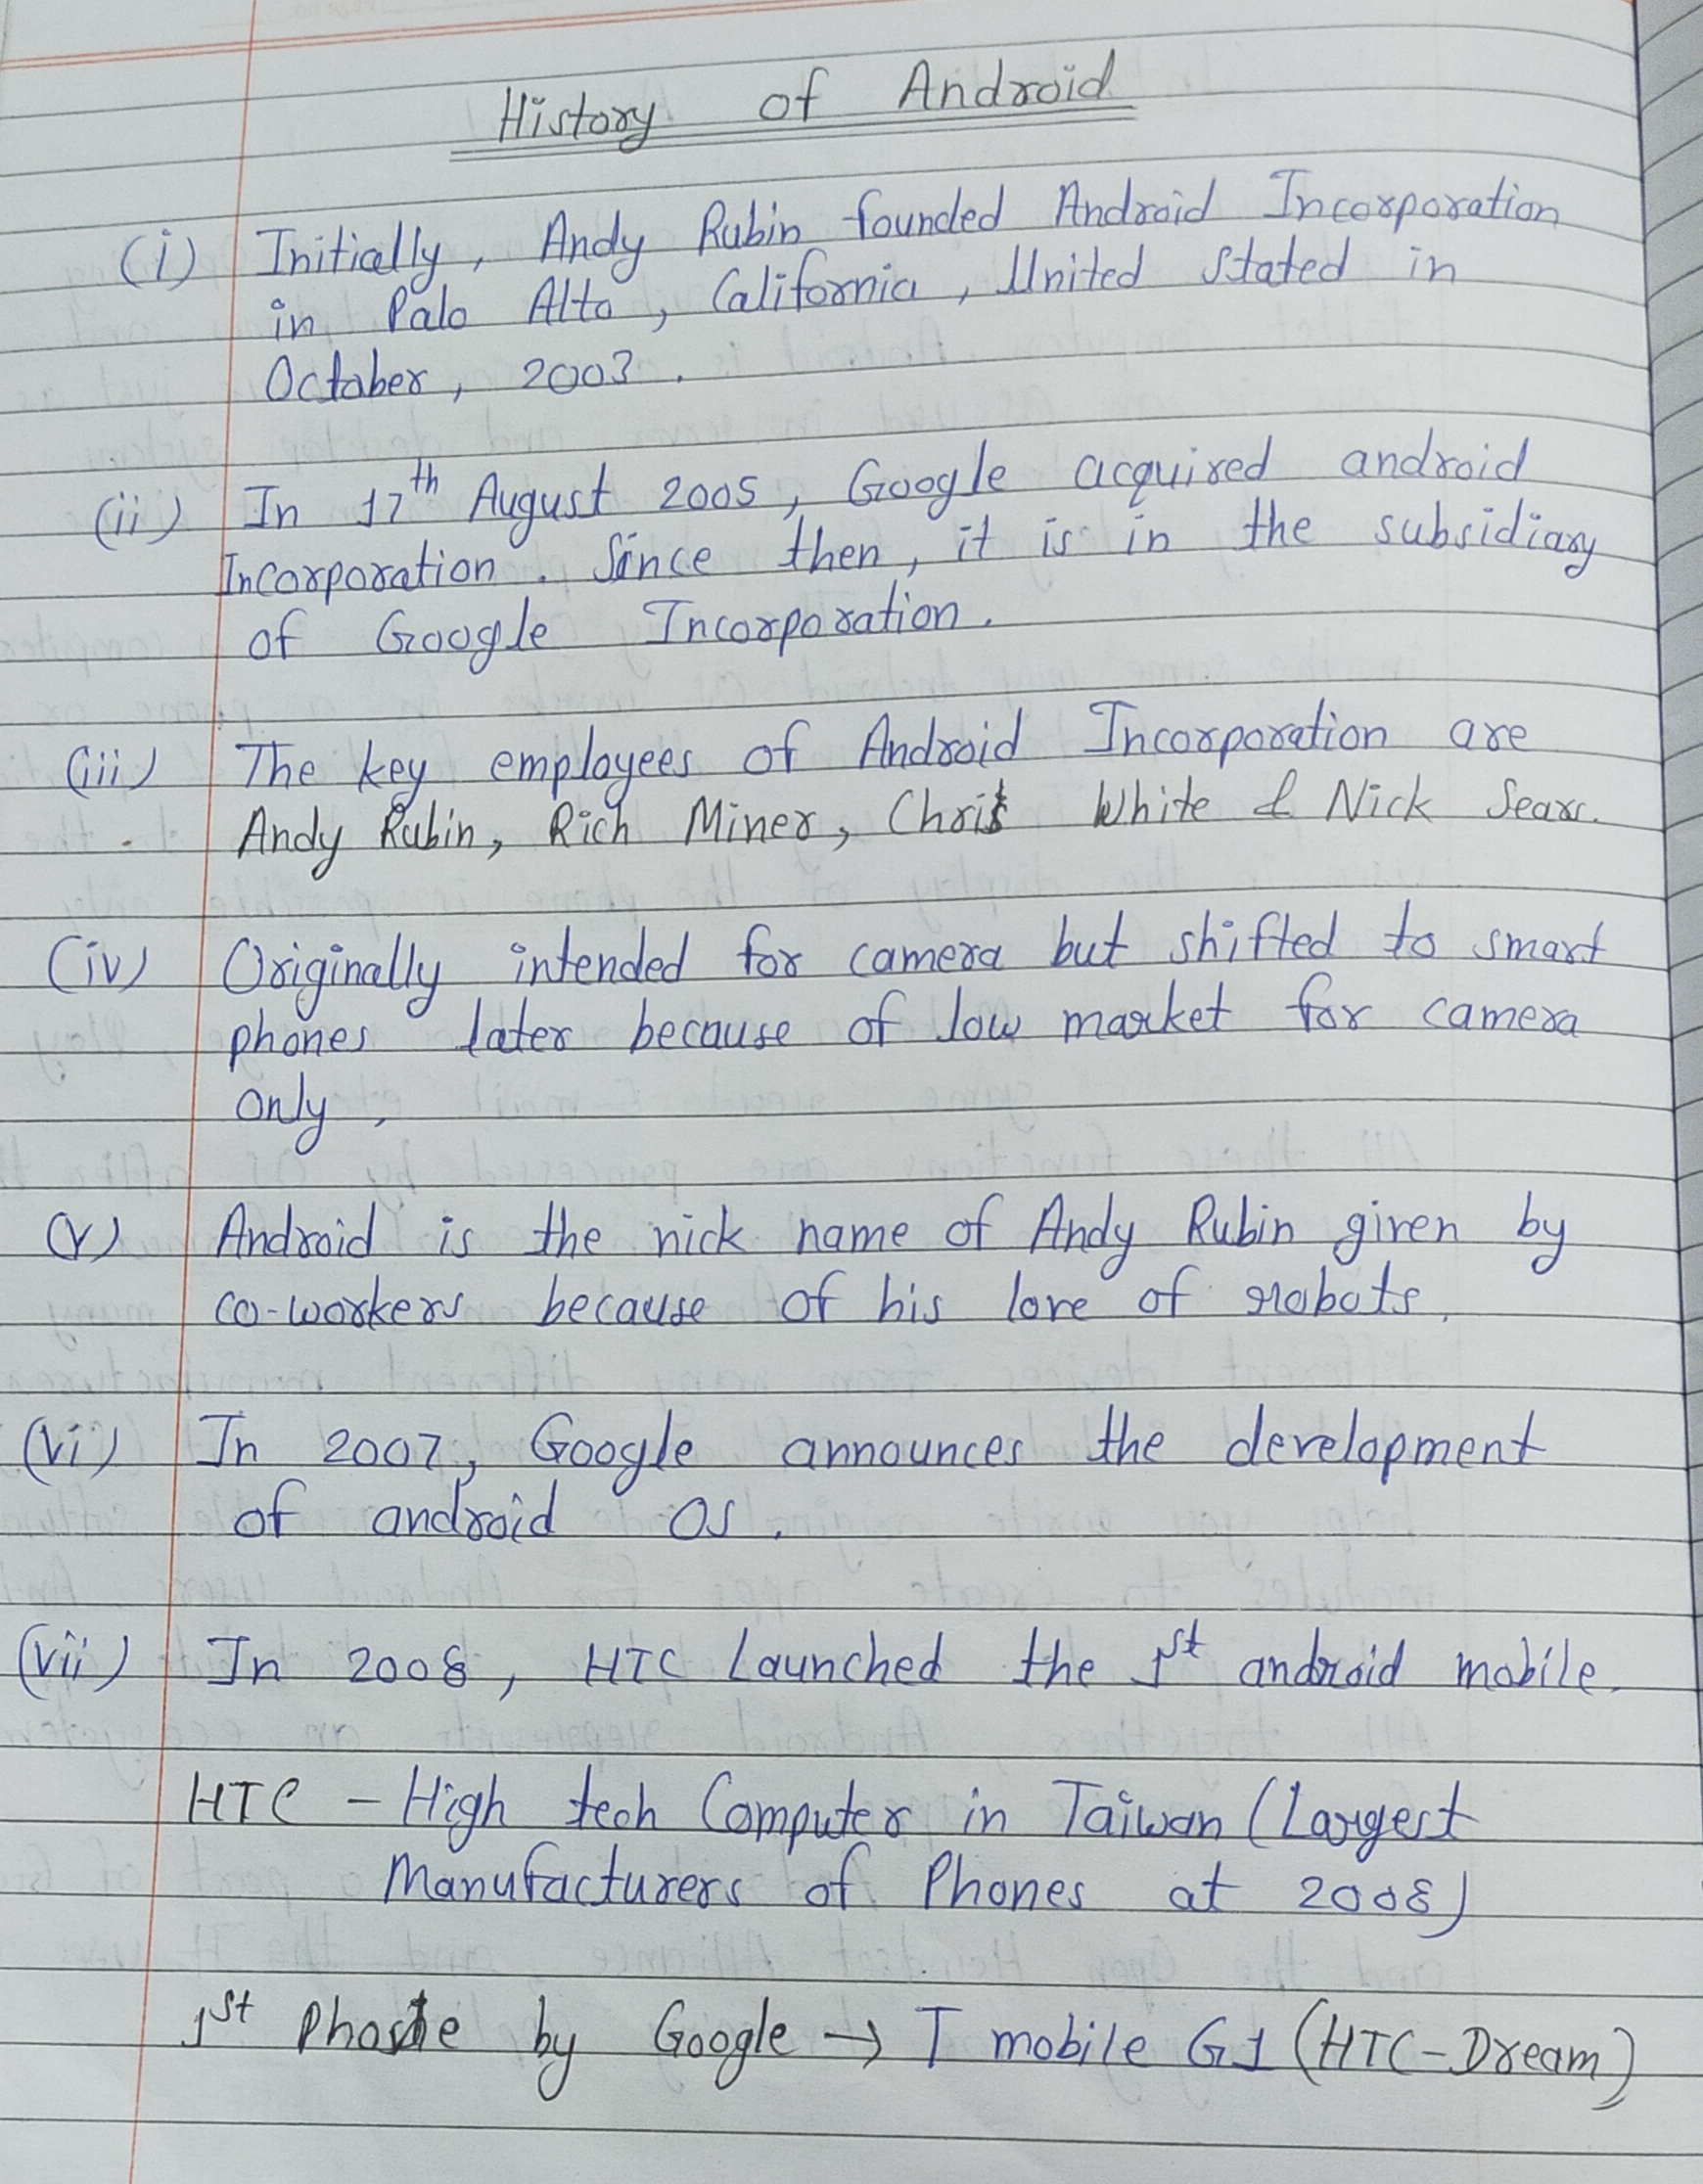 History of Android
(i) Initially, Andy Rubin founded Android Incorporation
in Palo Alto, California, United Stated in
October, 2003.
(ii) In 17th August 2005, Google acquired android
Incorporation. Since then, it is in the subsidiary
of Google Incorporation.
(iii) The key employees of Android Incorporation are
Andy Rubin, Rich Miner, Chris White & Nick Sears.
(iv) Originally intended for camera but shifted to smart
phones later because of low market for camera
only.
(v) Android is the nick name of Andy Rubin given by
co-workers because of his love of robots.
(vi) In 2007, Google announces the development
of android OS.
(vii) In 2008, HTC Launched the 1st android mobile.
HTC - High tech Computer in Taiwan (Largest
Manufacturers of Phones at 2008)
1st Phone by Google → T mobile G1 (HTC-Dream)